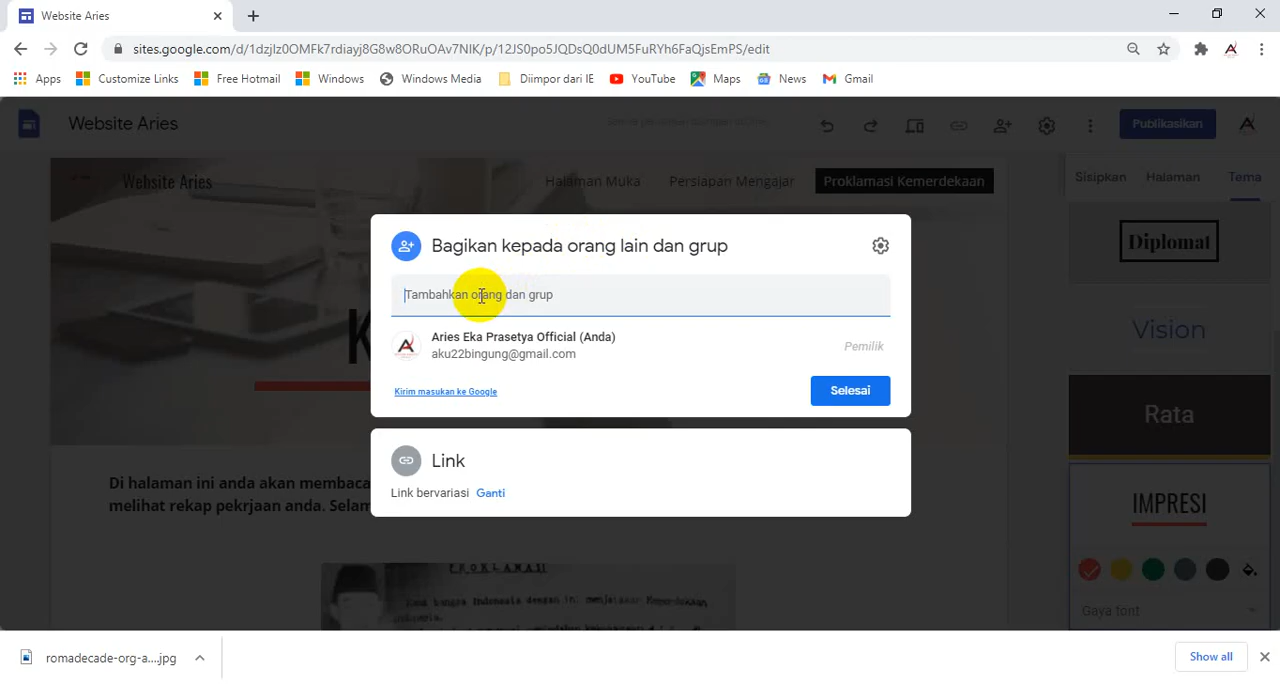 Website Aries
sites.google.com/d/1dzjlz0OMFk7rdiayj8G8w8ORuOAv7NIK/p/12JS0po5JQDsQ0dUM5FuRYh6FaQjsEmPS/edit
Apps Customize Links Free Hotmail Windows Windows Media Diimpor dari IE YouTube Maps News Gmail
Website Aries
Publikasikan
Website Aries Halaman Muka Persiapan Mengajar Proklamasi Kemerdekaan
Sisipkan Halaman Tema
Diplomat
Vision
Rata
IMPRESI
Gaya font
Bagikan kepada orang lain dan grup
Tambahkan orang dan grup
Aries Eka Prasetya Official (Anda)
aku22bingung@gmail.com
Pemilik
Kirim masukan ke Google
Selesai
Link
Link bervariasi Ganti
K
Di halaman ini anda akan membaca
melihat rekap pekrjaan anda. Selam
PROKLAMASI
romadecade-org-a....jpg
Show all